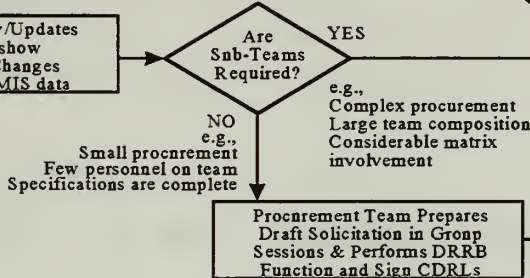 /Updates
show
Changes
MIS data
Are
Snb-Teams
Required?
YES
e.g.,
Complex procurement
Large team composition
Considerable matrix
involvement
NO
e.g.,
Small procnrement
Few personnel on team
Specifications are complete
Procnrement Team Prepares
Draft Solicitation in Gronp
Sessions & Performs DRRB
Function and Sign CDRLs